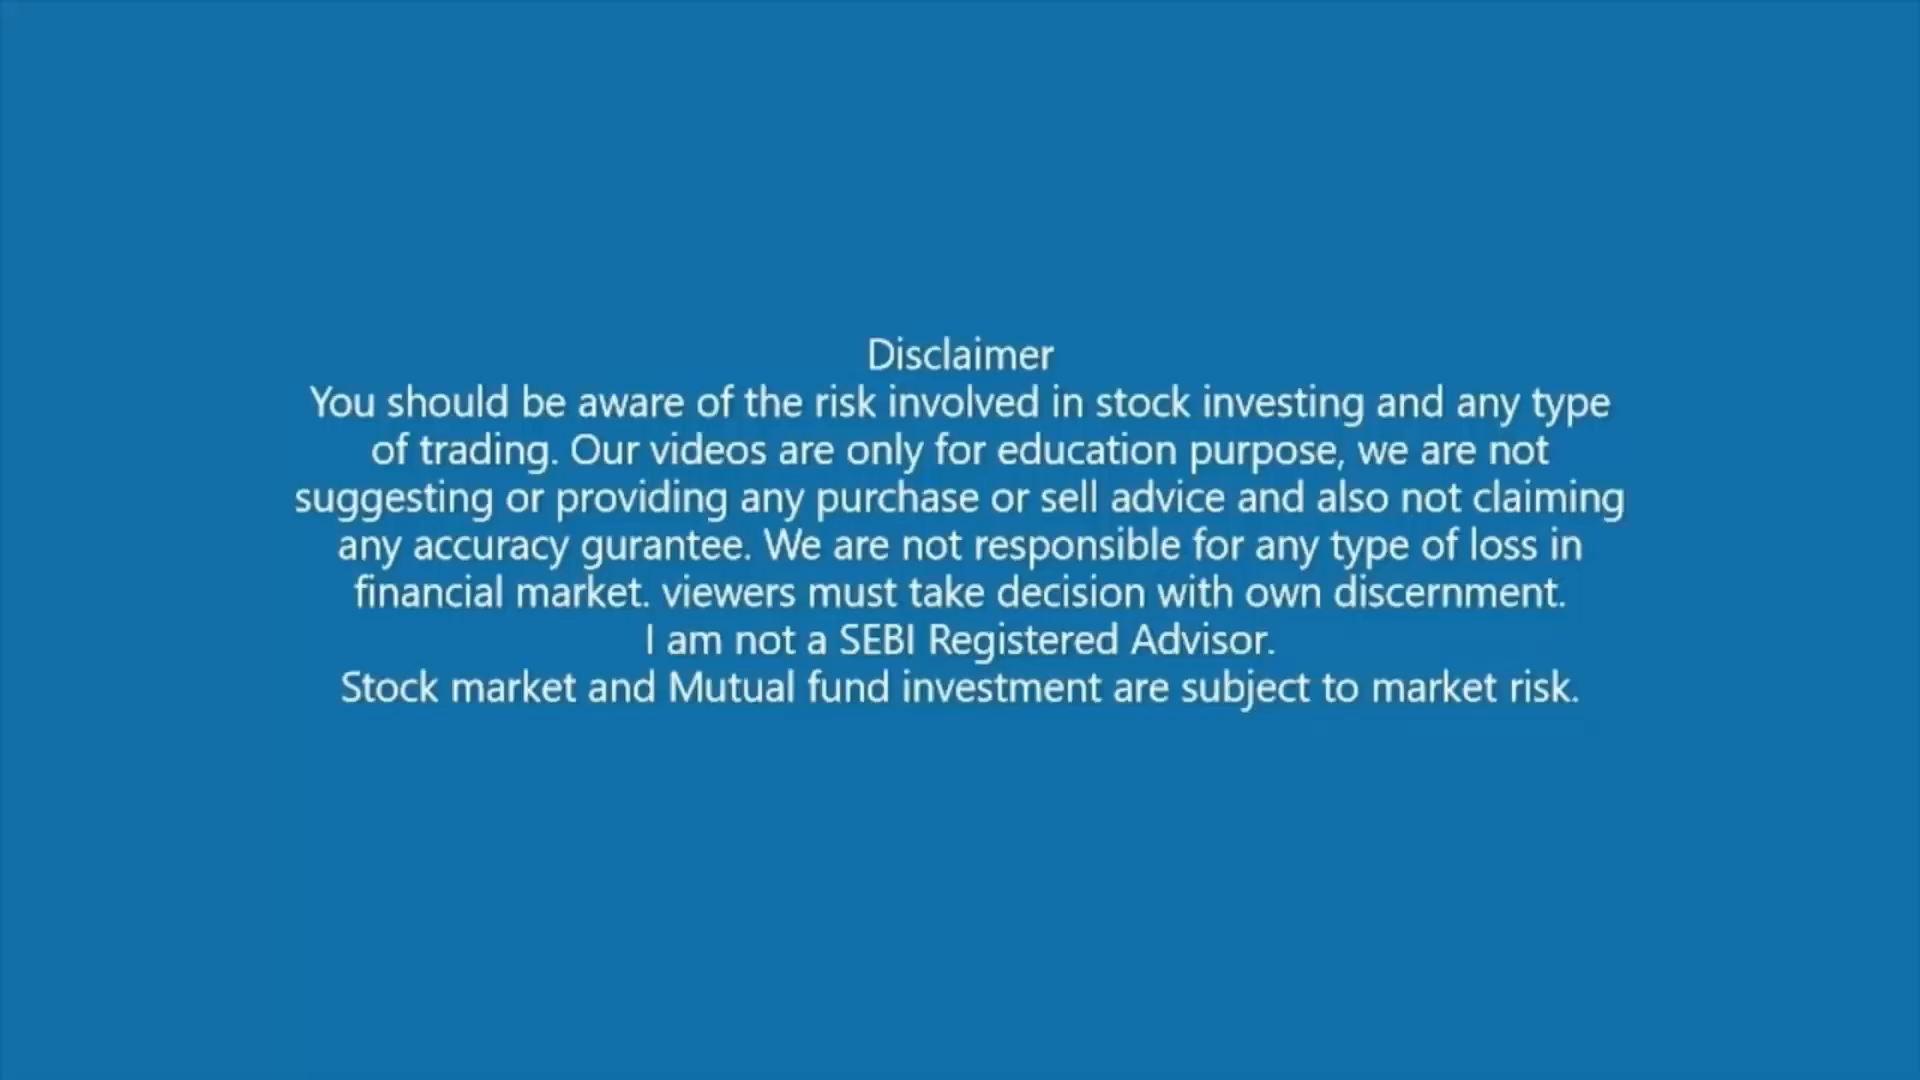 Disclaimer
You should be aware of the risk involved in stock investing and any type
of trading. Our videos are only for education purpose, we are not
suggesting or providing any purchase or sell advice and also not claiming
any accuracy gurantee. We are not responsible for any type of loss in
financial market. viewers must take decision with own discernment.
I am not a SEBI Registered Advisor.
Stock market and Mutual fund investment are subject to market risk.